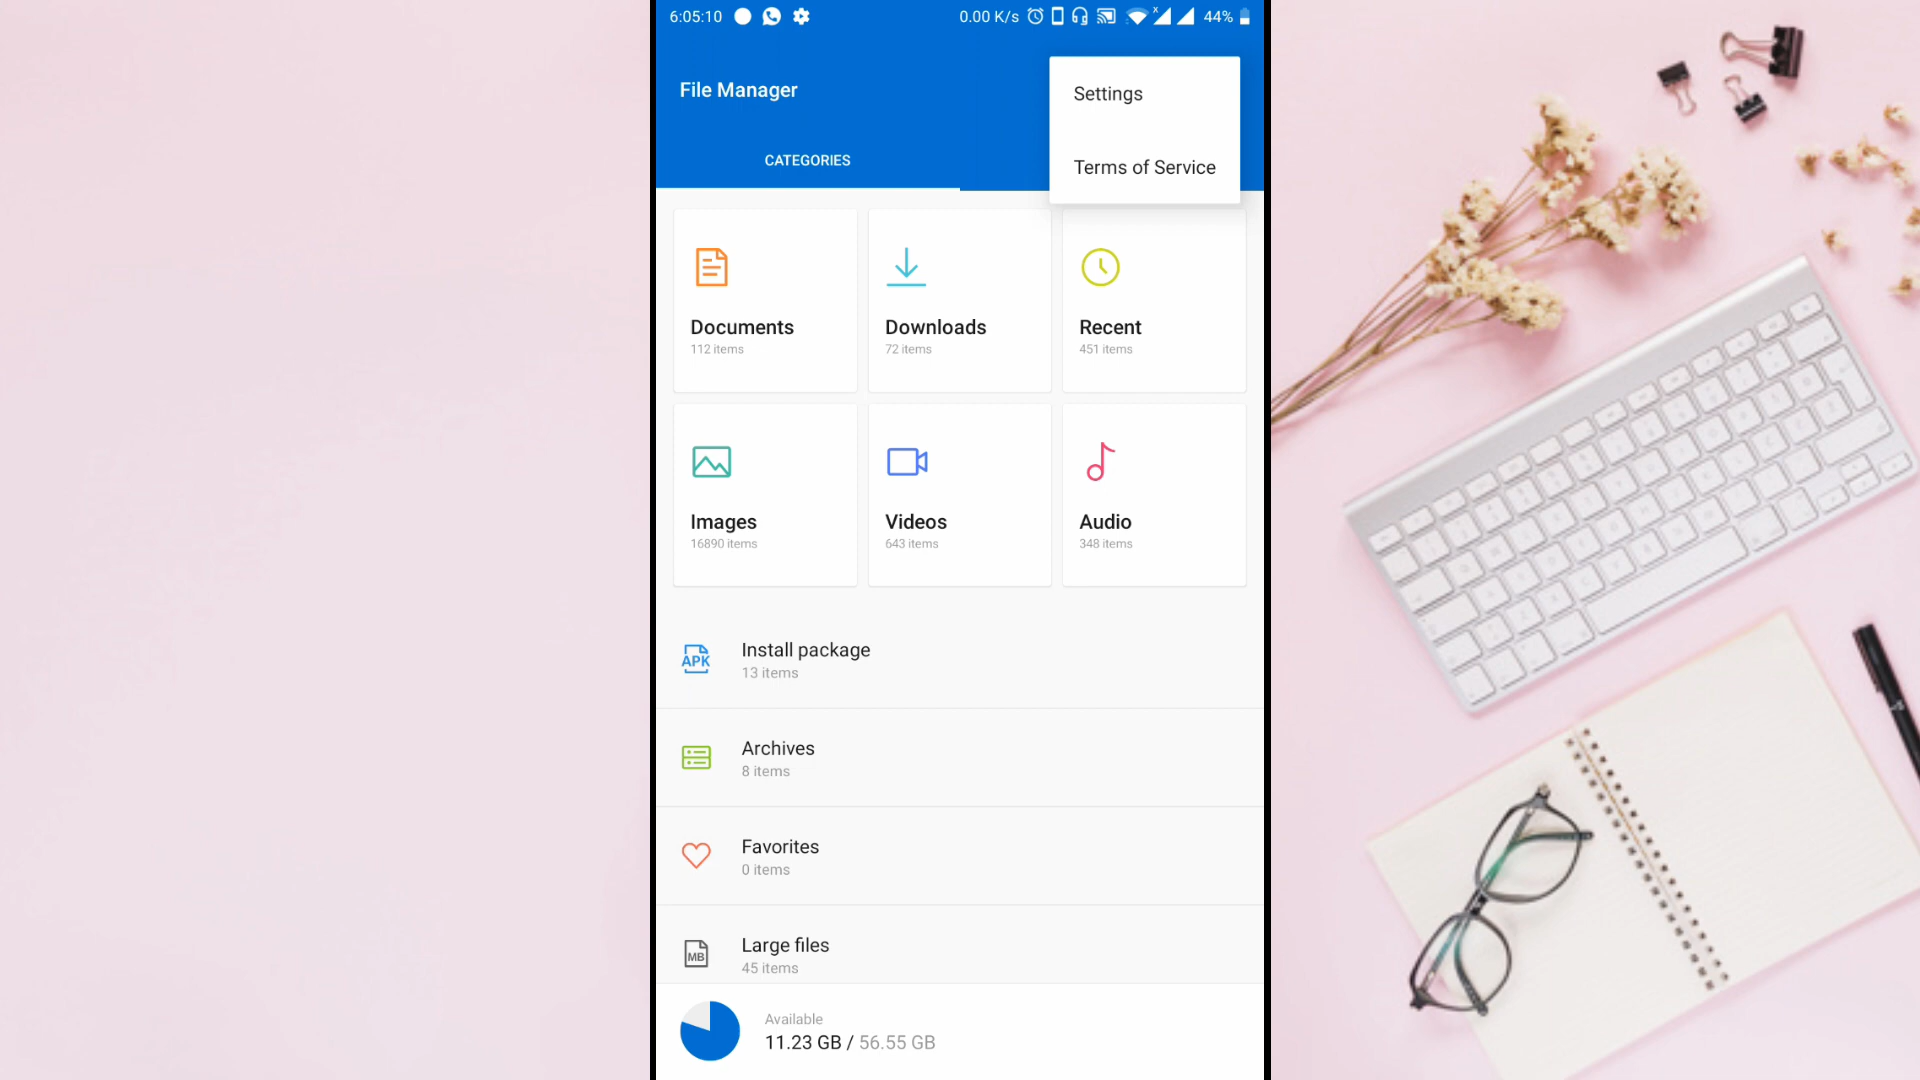 6:05:10 0.00 K/s x 44%
File Manager
Settings
CATEGORIES
Terms of Service
Documents
112 items
Downloads
72 items
Recent
451 items
Images
16890 items
Videos
643 items
Audio
348 items
APK
Install package
13 items
Archives
8 items
Favorites
0 items
MB
Large files
45 items
Available
11.23 GB / 56.55 GB